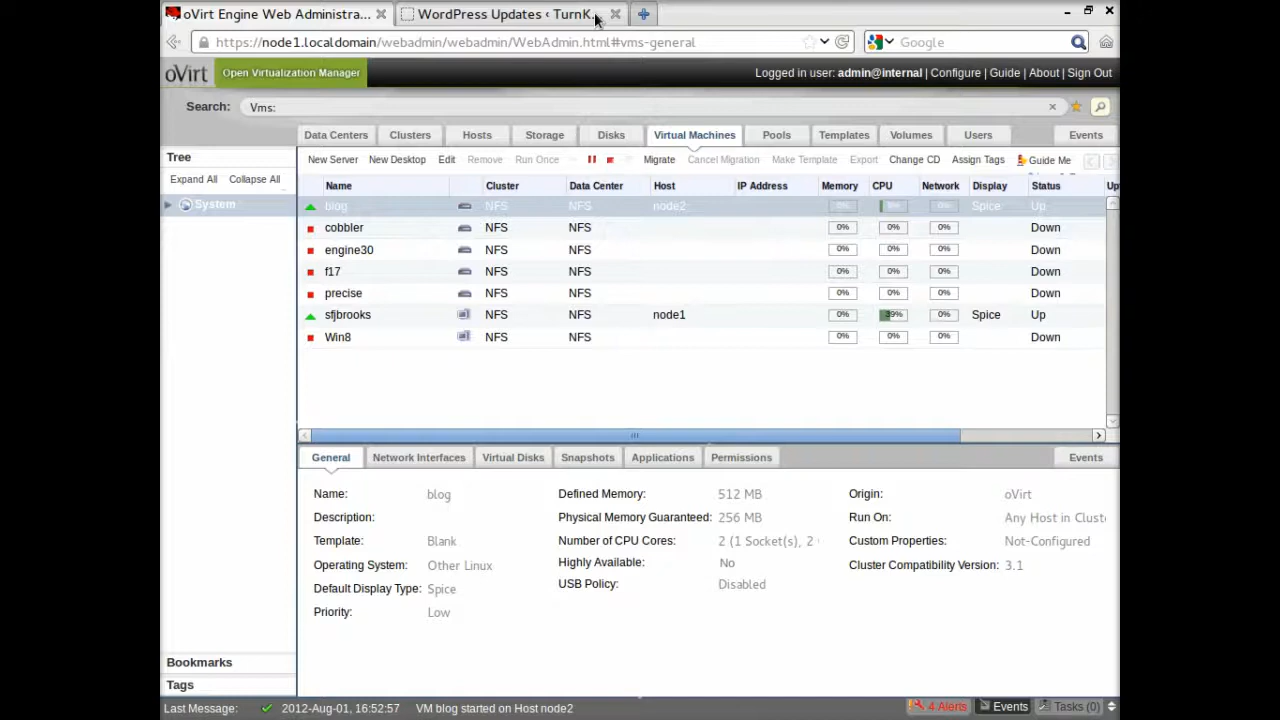 oVirt Engine Web Administra... WordPress Updates ‹ TurnK...
https://node1.localdomain/webadmin/webadmin/WebAdmin.html#vms-general Google
oVirt Open Virtualization Manager Logged in user: admin@internal | Configure | Guide | About | Sign Out
Search: Vms:
Data Centers Clusters Hosts Storage Disks Virtual Machines Pools Templates Volumes Users Events
Tree
New Server New Desktop Edit Remove Run Once Migrate Cancel Migration Make Template Export Change CD Assign Tags Guide Me
Expand All Collapse All
Name Cluster Data Center Host IP Address Memory CPU Network Display Status Up
System
blog NFS NFS node2 0% 0% Spice Up
cobbler NFS NFS 0% 0% 0% Down
engine30 NFS NFS 0% 0% 0% Down
f17 NFS NFS 0% 0% 0% Down
precise NFS NFS 0% 0% 0% Down
sfjbrooks NFS NFS node1 0% 39% 0% Spice Up
Win8 NFS NFS 0% 0% 0% Down
General Network Interfaces Virtual Disks Snapshots Applications Permissions Events
Name: blog Defined Memory: 512 MB Origin: oVirt
Description: Physical Memory Guaranteed: 256 MB Run On: Any Host in Cluste
Template: Blank Number of CPU Cores: 2 (1 Socket(s), 2 Custom Properties: Not-Configured
Operating System: Other Linux Highly Available: No Cluster Compatibility Version: 3.1
Default Display Type: Spice USB Policy: Disabled
Priority: Low
Bookmarks
Tags
Last Message: 2012-Aug-01, 16:52:57 VM blog started on Host node2 4 Alerts Events Tasks (0)